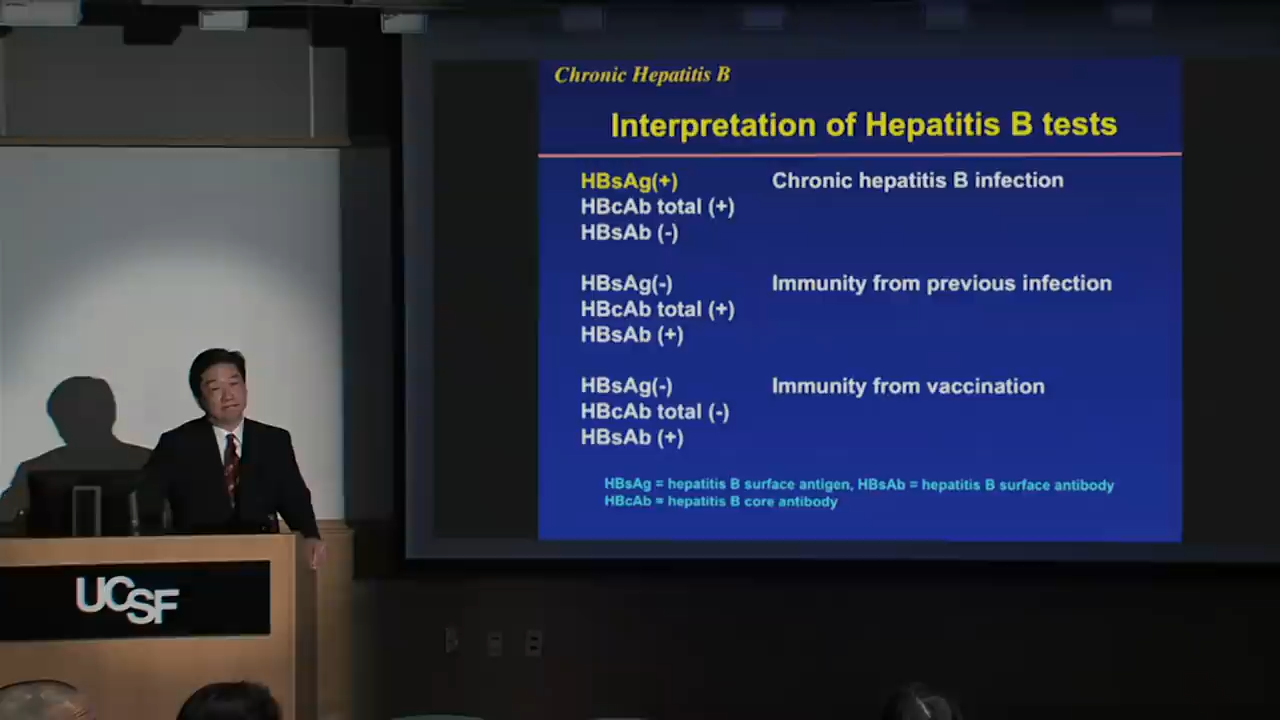 Chronic Hepatitis B
Interpretation of Hepatitis B tests
HBsAg(+) Chronic hepatitis B infection
HBcAb total (+)
HBsAb (-)
HBsAg(-) Immunity from previous infection
HBcAb total (+)
HBsAb (+)
HBsAg(-) Immunity from vaccination
HBcAb total (-)
HBsAb (+)
HBsAg = hepatitis B surface antigen, HBsAb = hepatitis B surface antibody
HBcAb = hepatitis B core antibody
UCSF